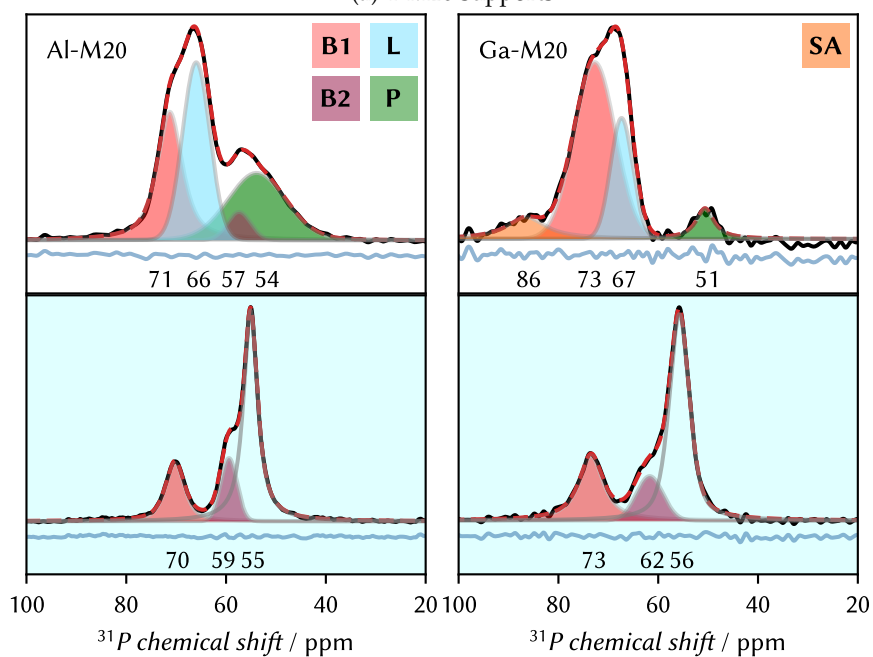 Al-M20
B1 L
B2 P
71 66 57 54
Ga-M20
SA
86 73 67 51
70 59 55
73 62 56
100 80 60 40 20
100 80 60 40 20
31P chemical shift / ppm
31P chemical shift / ppm